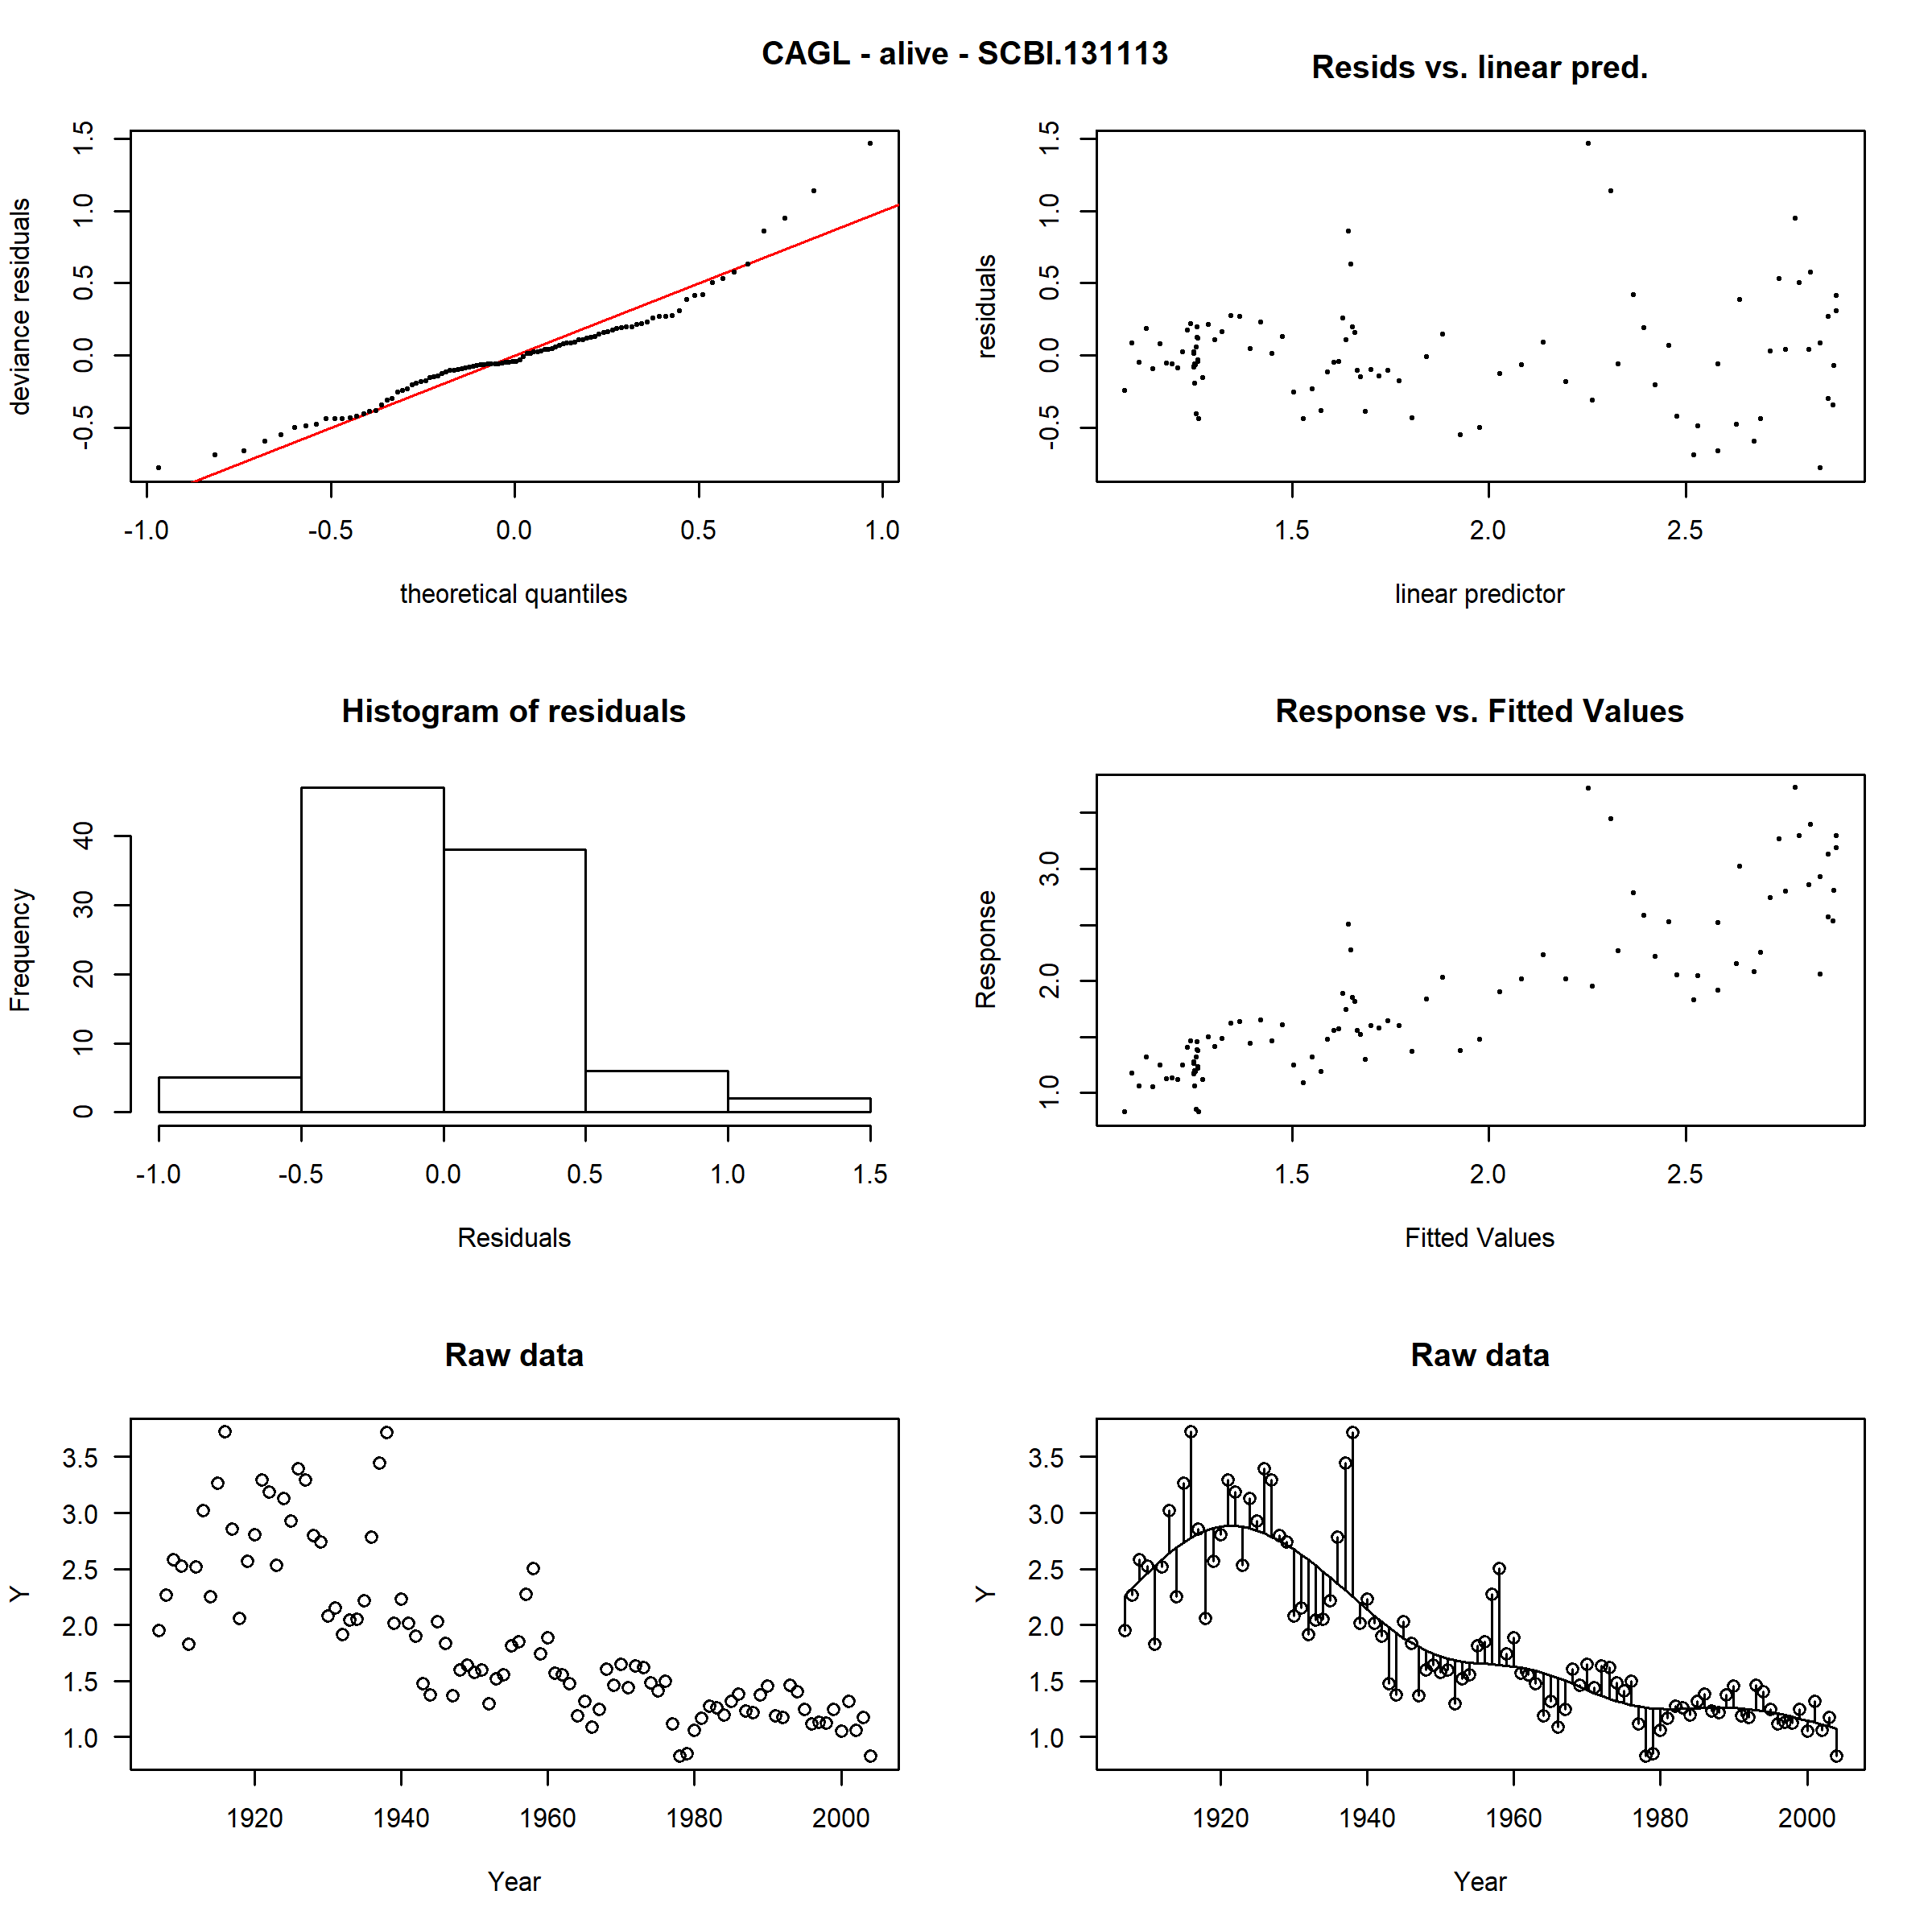 CAGL - alive - SCBI.131113
Resids vs. linear pred.
deviance residuals
-0.5 0.0 0.5 1.0 1.5
-1.0 -0.5 0.0 0.5 1.0
theoretical quantiles
residuals
-0.5 0.0 0.5 1.0 1.5
1.5 2.0 2.5
linear predictor
Histogram of residuals
Frequency
0 10 20 30 40
-1.0 -0.5 0.0 0.5 1.0 1.5
Residuals
Response vs. Fitted Values
Response
1.0 2.0 3.0
1.5 2.0 2.5
Fitted Values
Raw data
Y
3.5
3.0
2.5
2.0
1.5
1.0
1920 1940 1960 1980 2000
Year
Raw data
Y
3.5
3.0
2.5
2.0
1.5
1.0
1920 1940 1960 1980 2000
Year